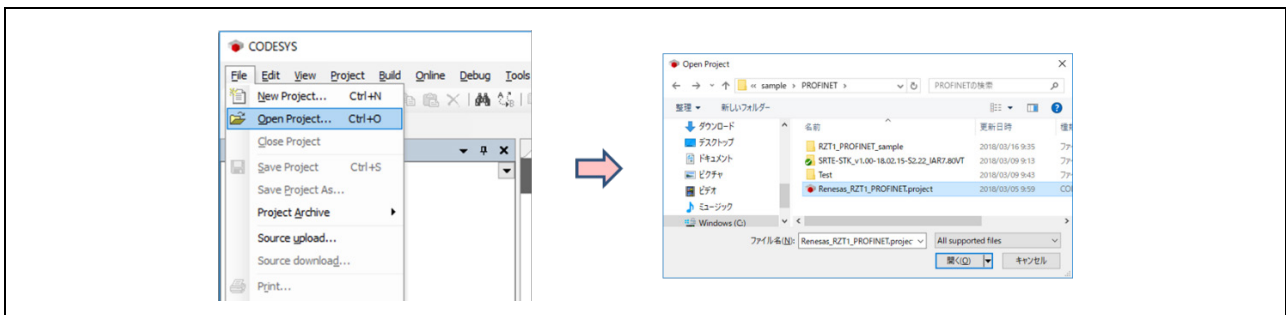 CODESYS
File Edit View Project Build Online Debug Tools
New Project... Ctrl+N
Open Project... Ctrl+O
Close Project
Save Project Ctrl+S
Save Project As...
Project Archive
Source upload...
Source download...
Print...
Open Project
« sample > PROFINET > PROFINETの検索
整理 新しいフォルダー
ダウンロード
デスクトップ
ドキュメント
ピクチャ
ビデオ
ミュージック
Windows (C:)
名前 更新日時
RZT1_PROFINET_sample 2018/03/16 9:35
SRTE-STK_v1.00-18.02.15-S2.22_IAR7.80VT 2018/03/09 9:13
Test 2018/03/09 9:43
Renesas_RZT1_PROFINET.project 2018/03/05 9:59
ファイル名(N): Renesas_RZT1_PROFINET.projec All supported files
開く(O) キャンセル